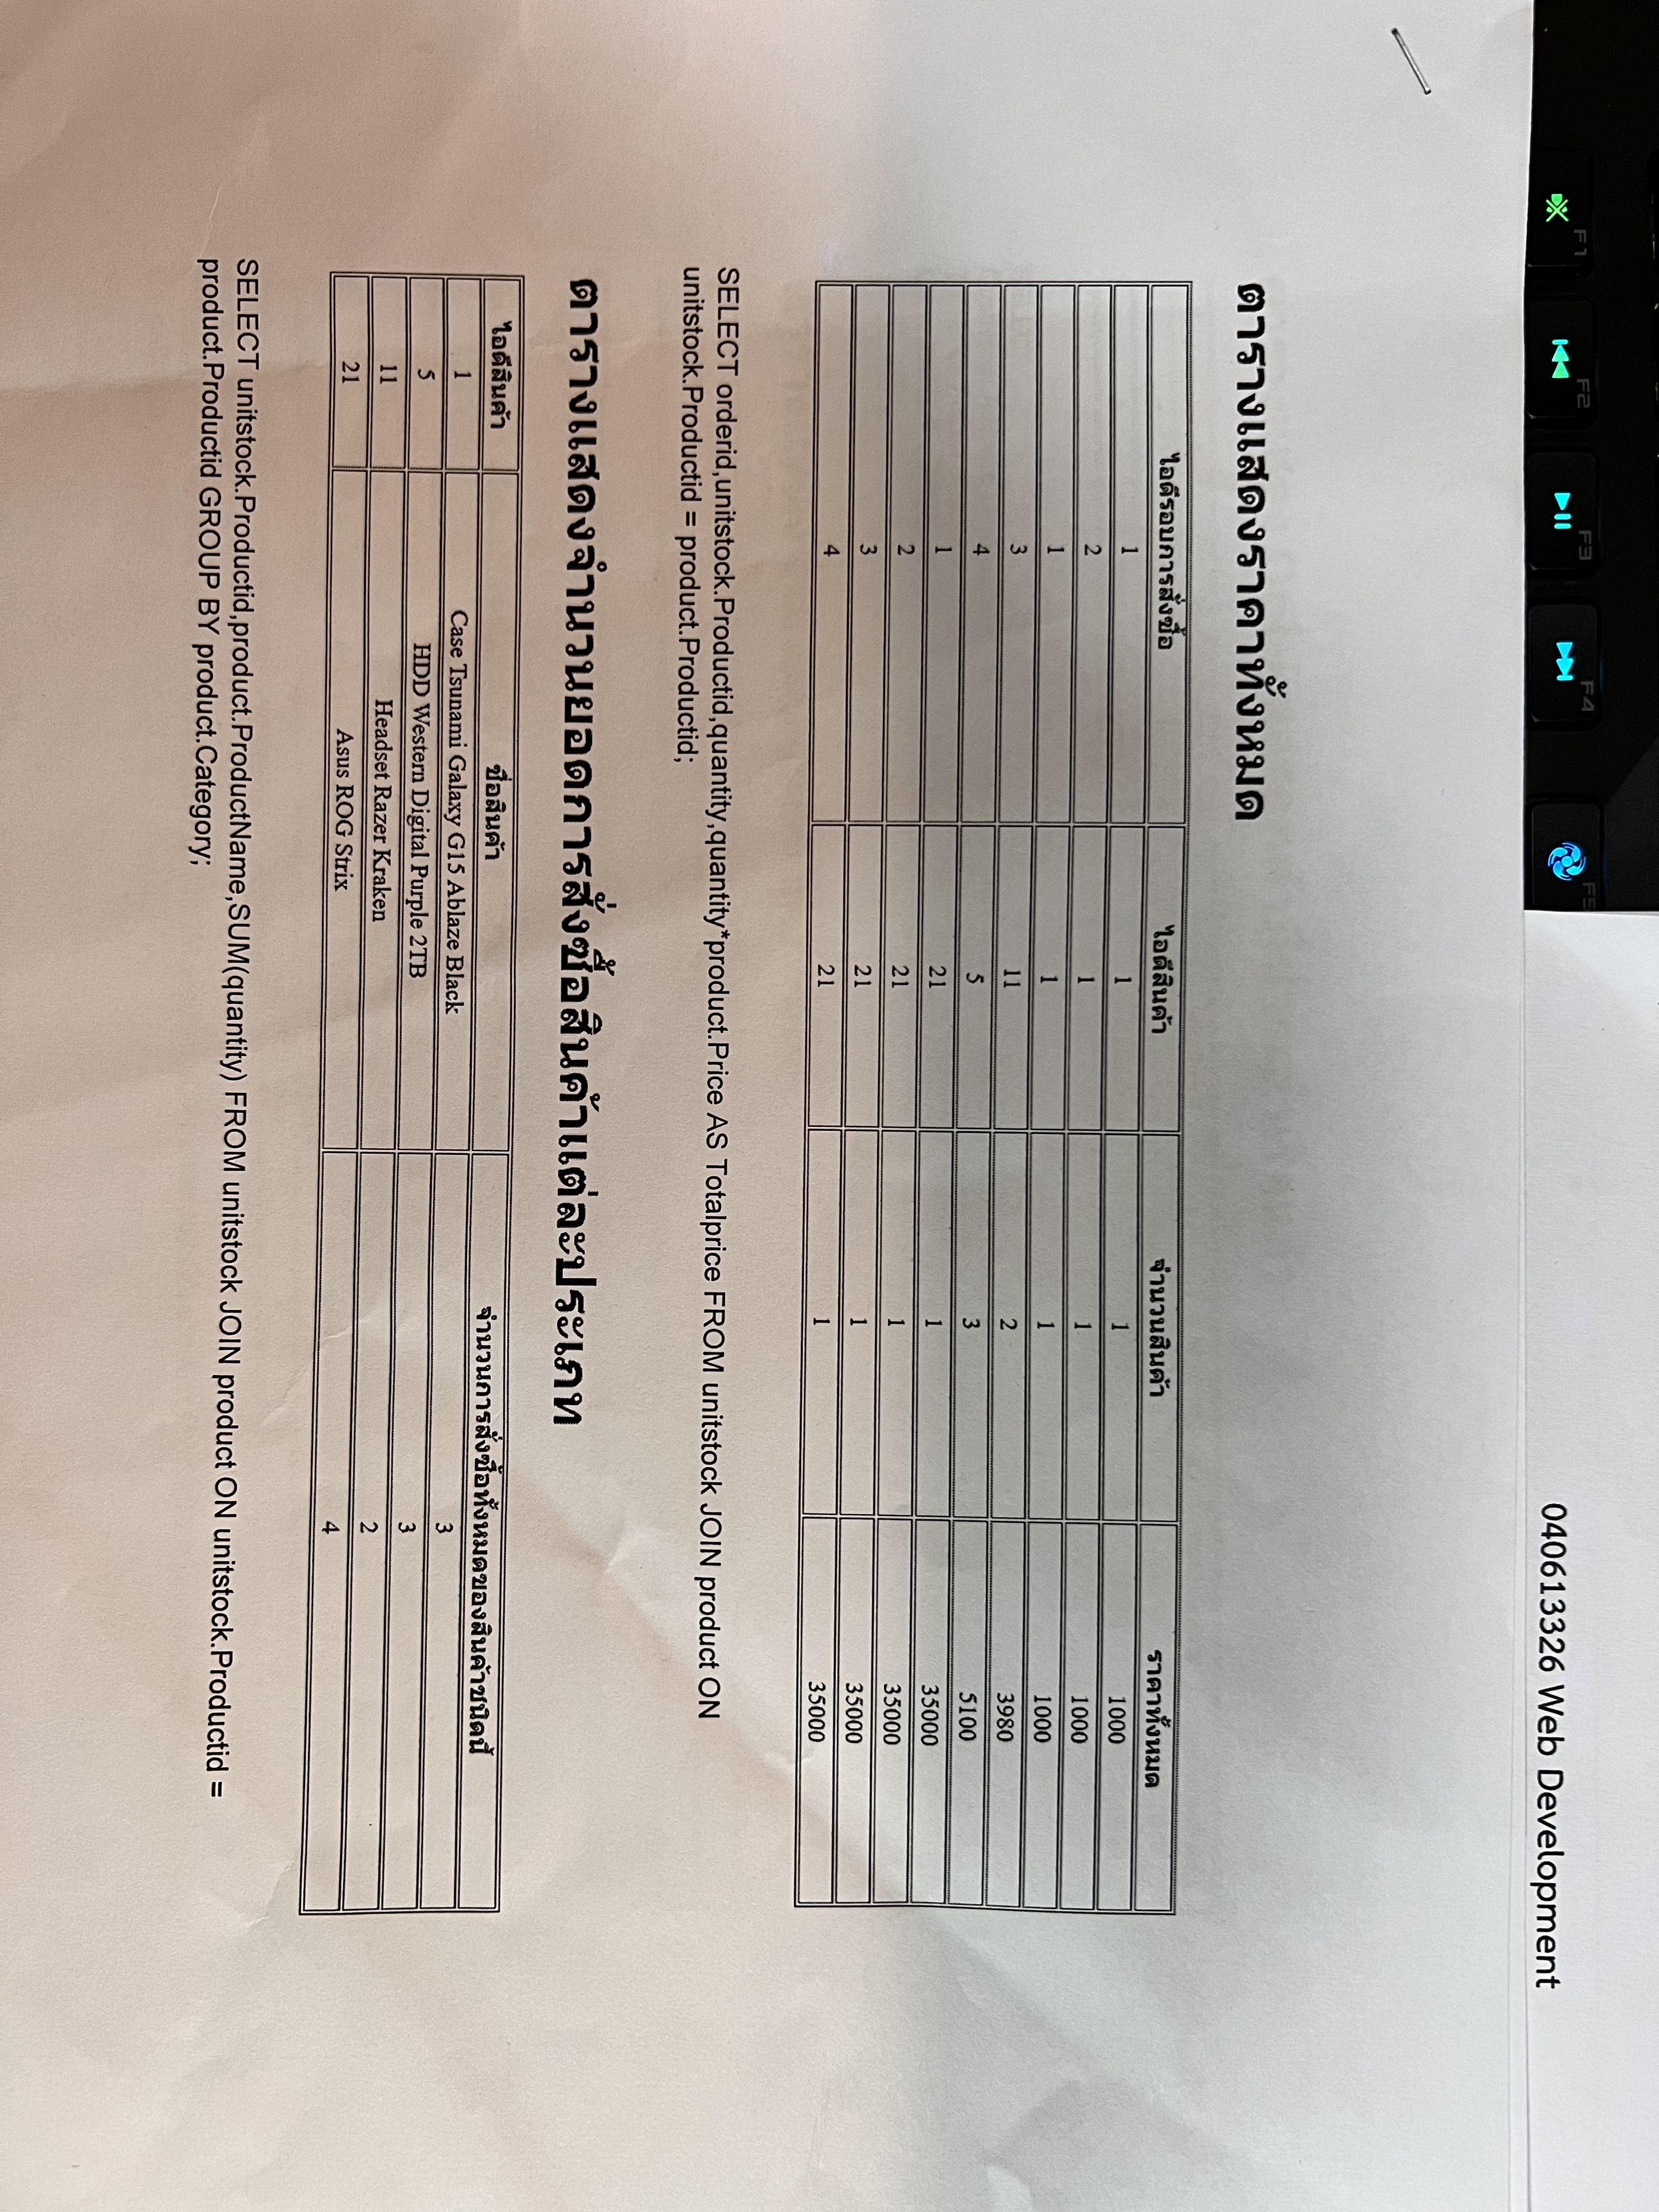 040613326 Web Development
ตารางแสดงราคาทั้งหมด
ไอดีรอบการสั่งซื้อ ไอดีสินค้า จำนวนสินค้า ราคาทั้งหมด
1 1 1 1000
2 1 1 1000
1 1 1 1000
3 11 2 3980
4 5 3 5100
1 21 1 35000
2 21 1 35000
3 21 1 35000
4 21 1 35000
SELECT orderid,unitstock.Productid,quantity,quantity*product.Price AS Totalprice FROM unitstock JOIN product ON
unitstock.Productid = product.Productid;
ตารางแสดงจำนวนยอดการสั่งซื้อสินค้าแต่ละประเภท
ไอดีสินค้า ชื่อสินค้า จำนวนการสั่งซื้อทั้งหมดของสินค้าชนิดนี้
1 Case Tsunami Galaxy G15 Ablaze Black 3
5 HDD Western Digital Purple 2TB 3
11 Headset Razer Kraken 2
21 Asus ROG Strix 4
SELECT unitstock.Productid,product.ProductName,SUM(quantity) FROM unitstock JOIN product ON unitstock.Productid =
product.Productid GROUP BY product.Category;
F1
F2
F3
F4
F5